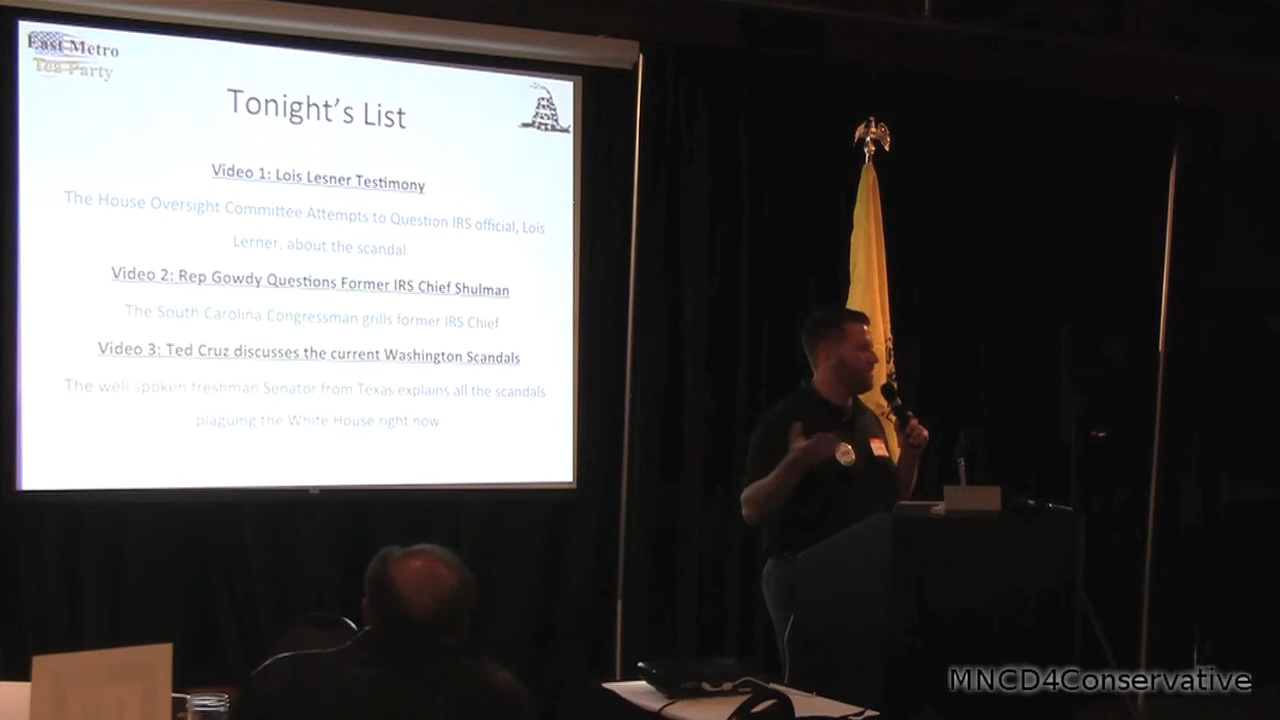 East Metro
Tea Party
Tonight's List
Video 1: Lois Lesner Testimony
The House Oversight Committee Attempts to Question IRS official, Lois
Lerner, about the scandal
Video 2: Rep Gowdy Questions Former IRS Chief Shulman
The South Carolina Congressman grills former IRS Chief
Video 3: Ted Cruz discusses the current Washington Scandals
The well spoken freshman Senator from Texas explains all the scandals
plaguing the White House right now
MNCD4Conservative